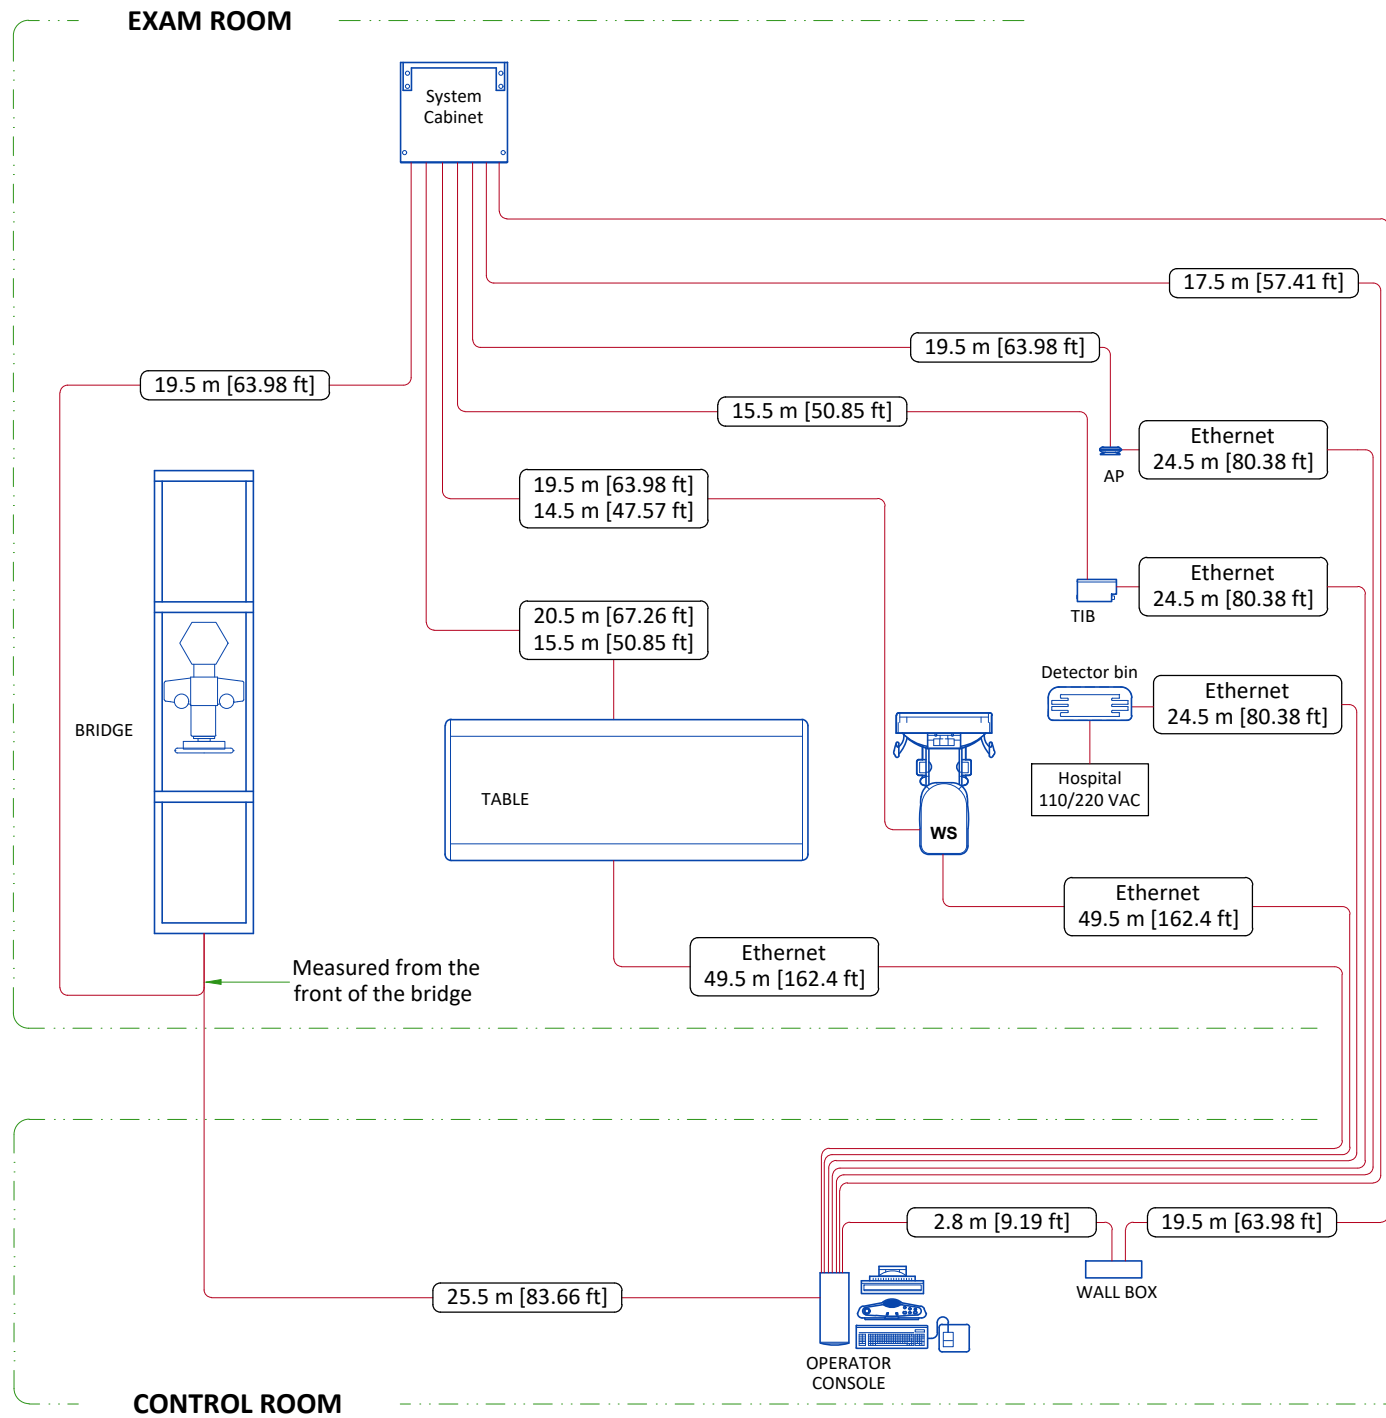 EXAM ROOM
System
Cabinet
17.5 m [57.41 ft]
19.5 m [63.98 ft]
19.5 m [63.98 ft]
15.5 m [50.85 ft]
Ethernet
24.5 m [80.38 ft]
AP
19.5 m [63.98 ft]
14.5 m [47.57 ft]
Ethernet
24.5 m [80.38 ft]
TIB
20.5 m [67.26 ft]
15.5 m [50.85 ft]
Detector bin
Ethernet
24.5 m [80.38 ft]
BRIDGE
Hospital
110/220 VAC
TABLE
WS
Ethernet
49.5 m [162.4 ft]
Ethernet
49.5 m [162.4 ft]
Measured from the
front of the bridge
2.8 m [9.19 ft]
19.5 m [63.98 ft]
WALL BOX
25.5 m [83.66 ft]
OPERATOR
CONSOLE
CONTROL ROOM